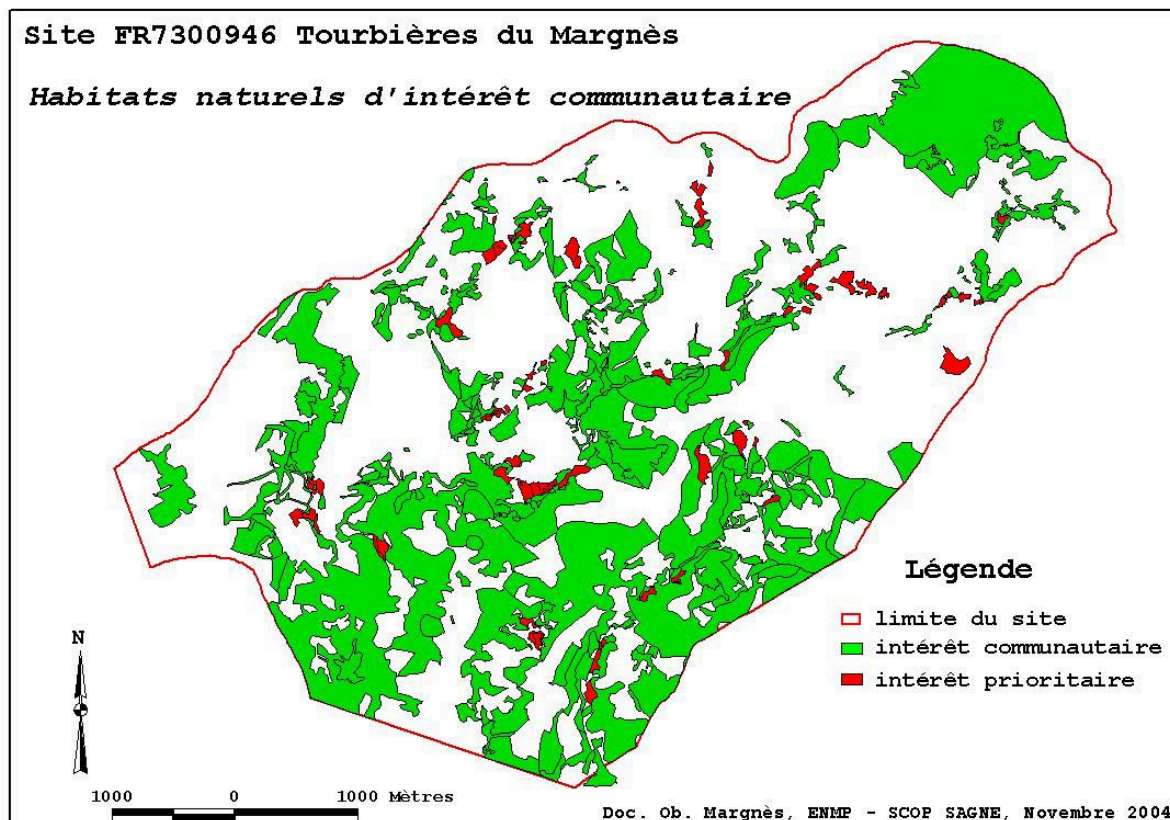 Site FR7300946 Tourbières du Margnès
Habitats naturels d'intérêt communautaire
Légende
limite du site
intérêt communautaire
intérêt prioritaire
N
1000 0 1000 Mètres
Doc. Ob. Margnès, ENMP - SCOP SAGNE, Novembre 2004